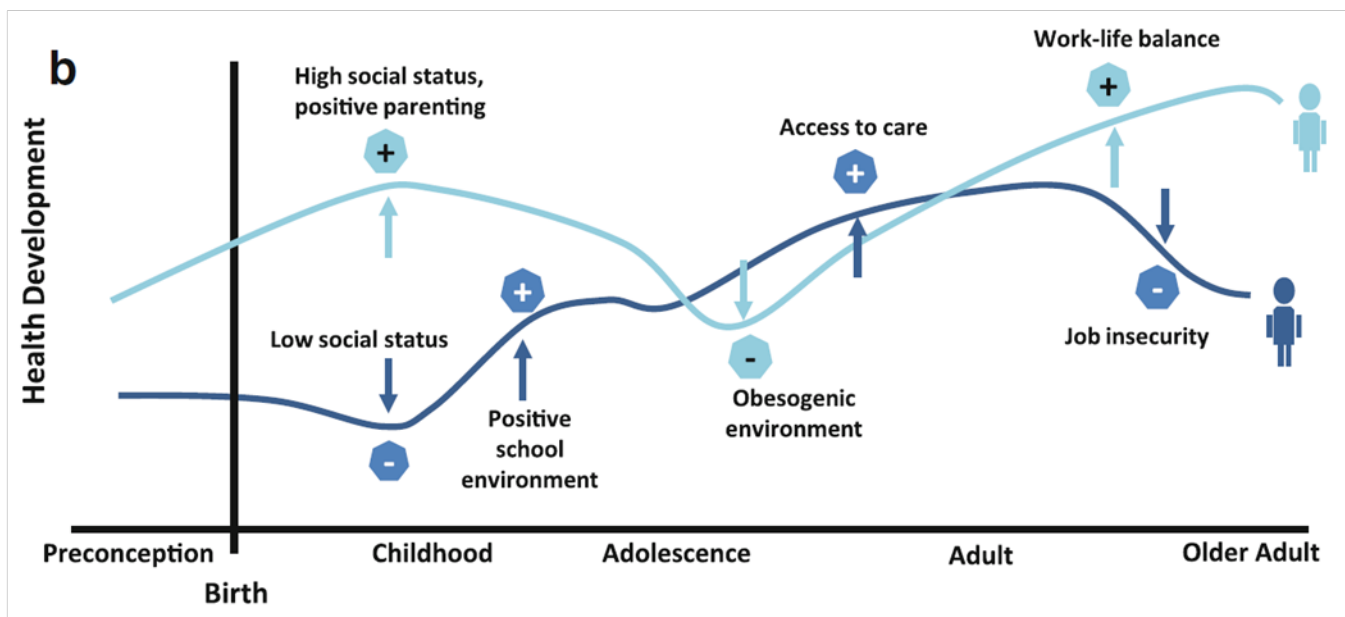 b
Health Development
High social status,
positive parenting
+
Low social status
-
+
Positive
school
environment
-
Obesogenic
environment
Access to care
+
Work-life balance
+
-
Job insecurity
Preconception
Birth
Childhood
Adolescence
Adult
Older Adult